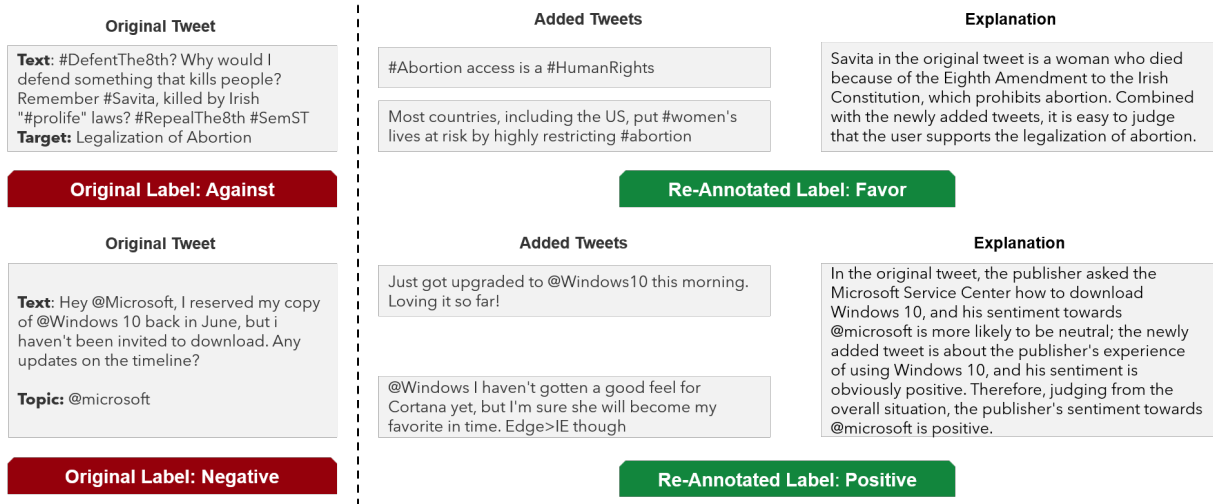 Original Tweet
Text: #DefentThe8th? Why would I
defend something that kills people?
Remember #Savita, killed by Irish
"#prolife" laws? #RepealThe8th #SemST
Target: Legalization of Abortion
Original Label: Against
Added Tweets
#Abortion access is a #HumanRights
Most countries, including the US, put #women's
lives at risk by highly restricting #abortion
Explanation
Savita in the original tweet is a woman who died
because of the Eighth Amendment to the Irish
Constitution, which prohibits abortion. Combined
with the newly added tweets, it is easy to judge
that the user supports the legalization of abortion.
Re-Annotated Label: Favor
Original Tweet
Text: Hey @Microsoft, I reserved my copy
of @Windows 10 back in June, but i
haven't been invited to download. Any
updates on the timeline?
Topic: @microsoft
Original Label: Negative
Added Tweets
Just got upgraded to @Windows10 this morning.
Loving it so far!
@Windows I haven't gotten a good feel for
Cortana yet, but I'm sure she will become my
favorite in time. Edge>IE though
Explanation
In the original tweet, the publisher asked the
Microsoft Service Center how to download
Windows 10, and his sentiment towards
@microsoft is more likely to be neutral; the newly
added tweet is about the publisher's experience
of using Windows 10, and his sentiment is
obviously positive. Therefore, judging from the
overall situation, the publisher's sentiment towards
@microsoft is positive.
Re-Annotated Label: Positive